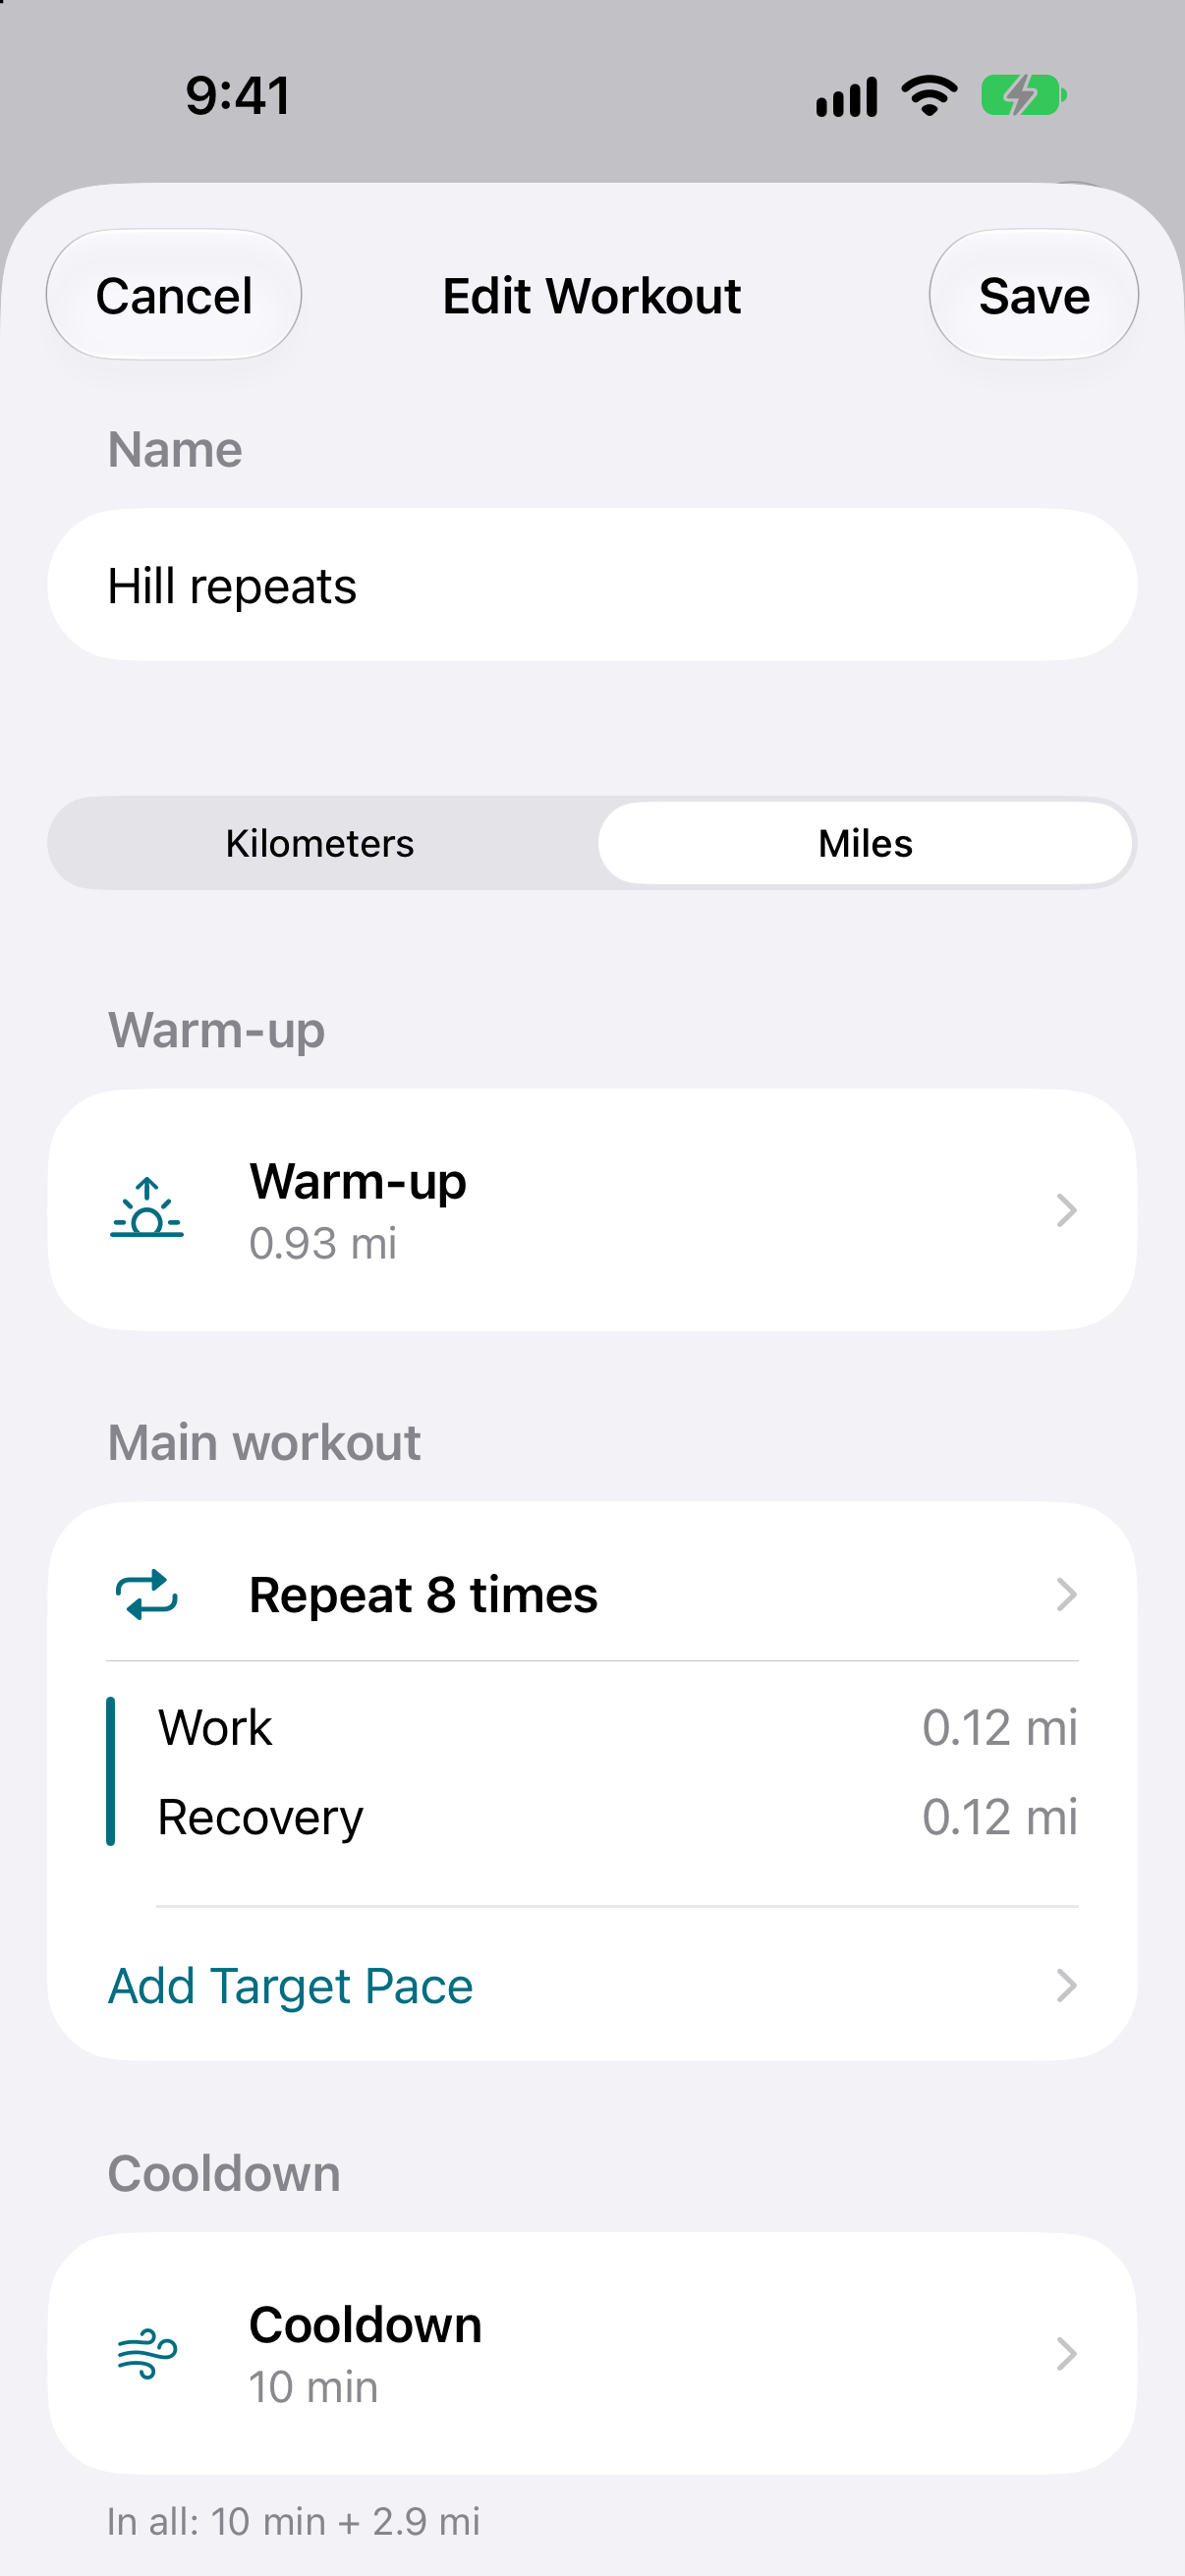 9:41
Cancel
Edit Workout
Save
Name
Hill repeats
Kilometers
Miles
Warm-up
Warm-up
0.93 mi
Main workout
Repeat 8 times
Work
0.12 mi
Recovery
0.12 mi
Add Target Pace
Cooldown
Cooldown
10 min
In all: 10 min + 2.9 mi